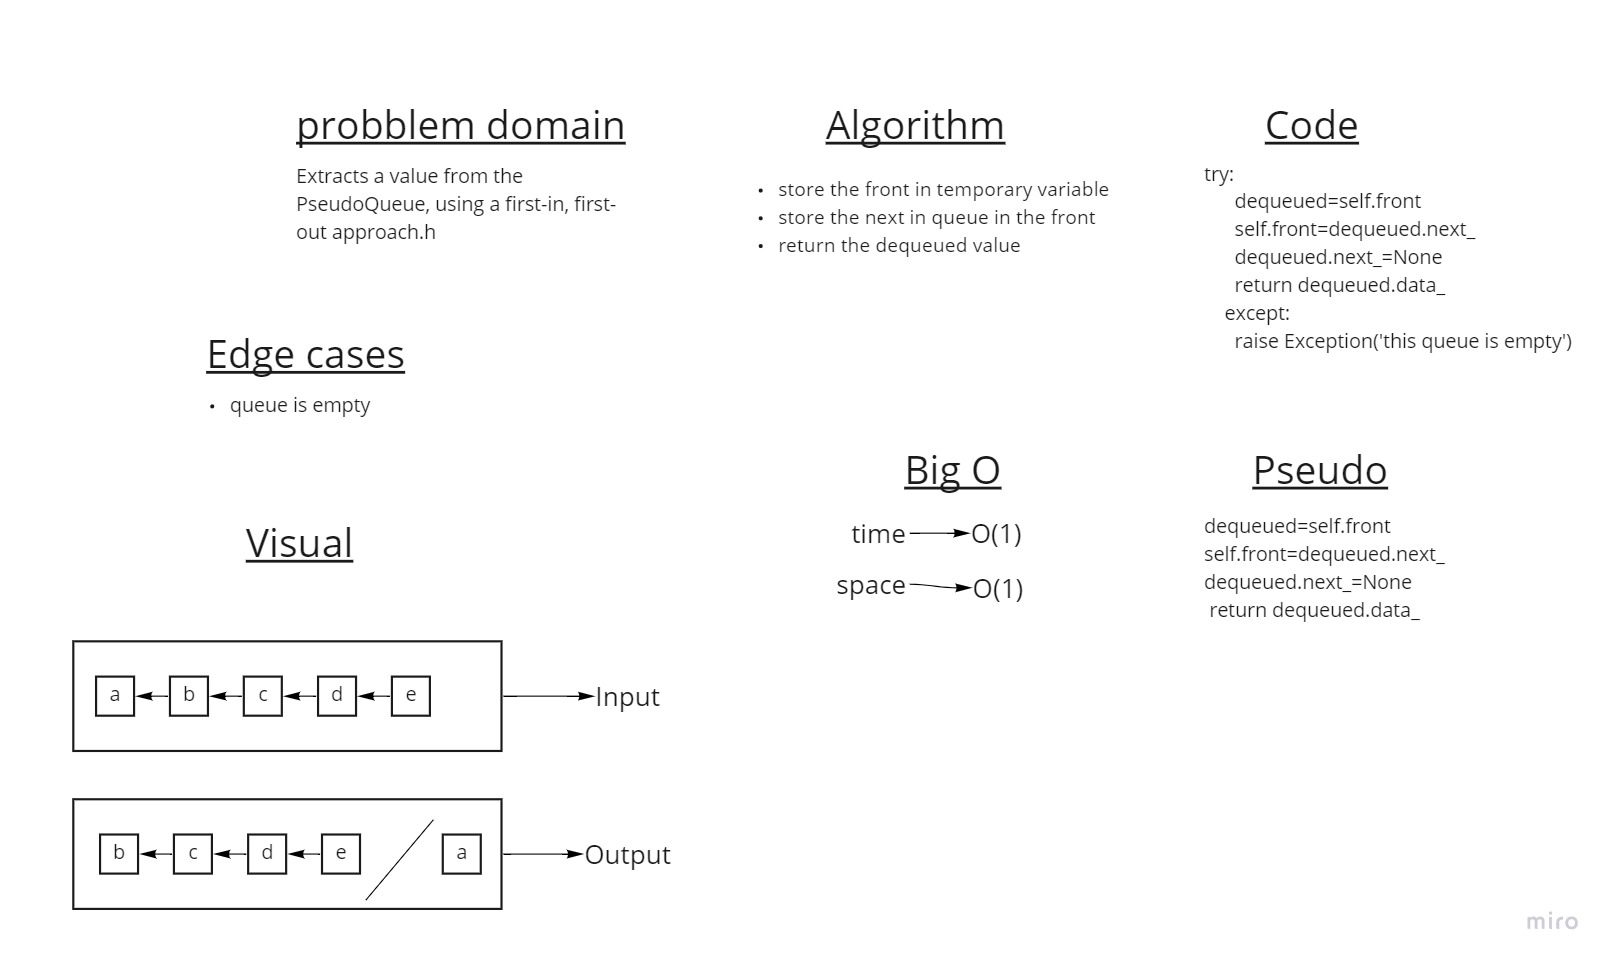 probblem domain
Extracts a value from the
PseudoQueue, using a first-in, first-
out approach.h
Edge cases
• queue is empty
Visual
a b c d e
Input
b c d e a
Output
Algorithm
• store the front in temporary variable
• store the next in queue in the front
• return the dequeued value
Big O
time O(1)
space O(1)
Code
try:
dequeued=self.front
self.front=dequeued.next_
dequeued.next_=None
return dequeued.data_
except:
raise Exception('this queue is empty')
Pseudo
dequeued=self.front
self.front=dequeued.next_
dequeued.next_=None
return dequeued.data_
miro